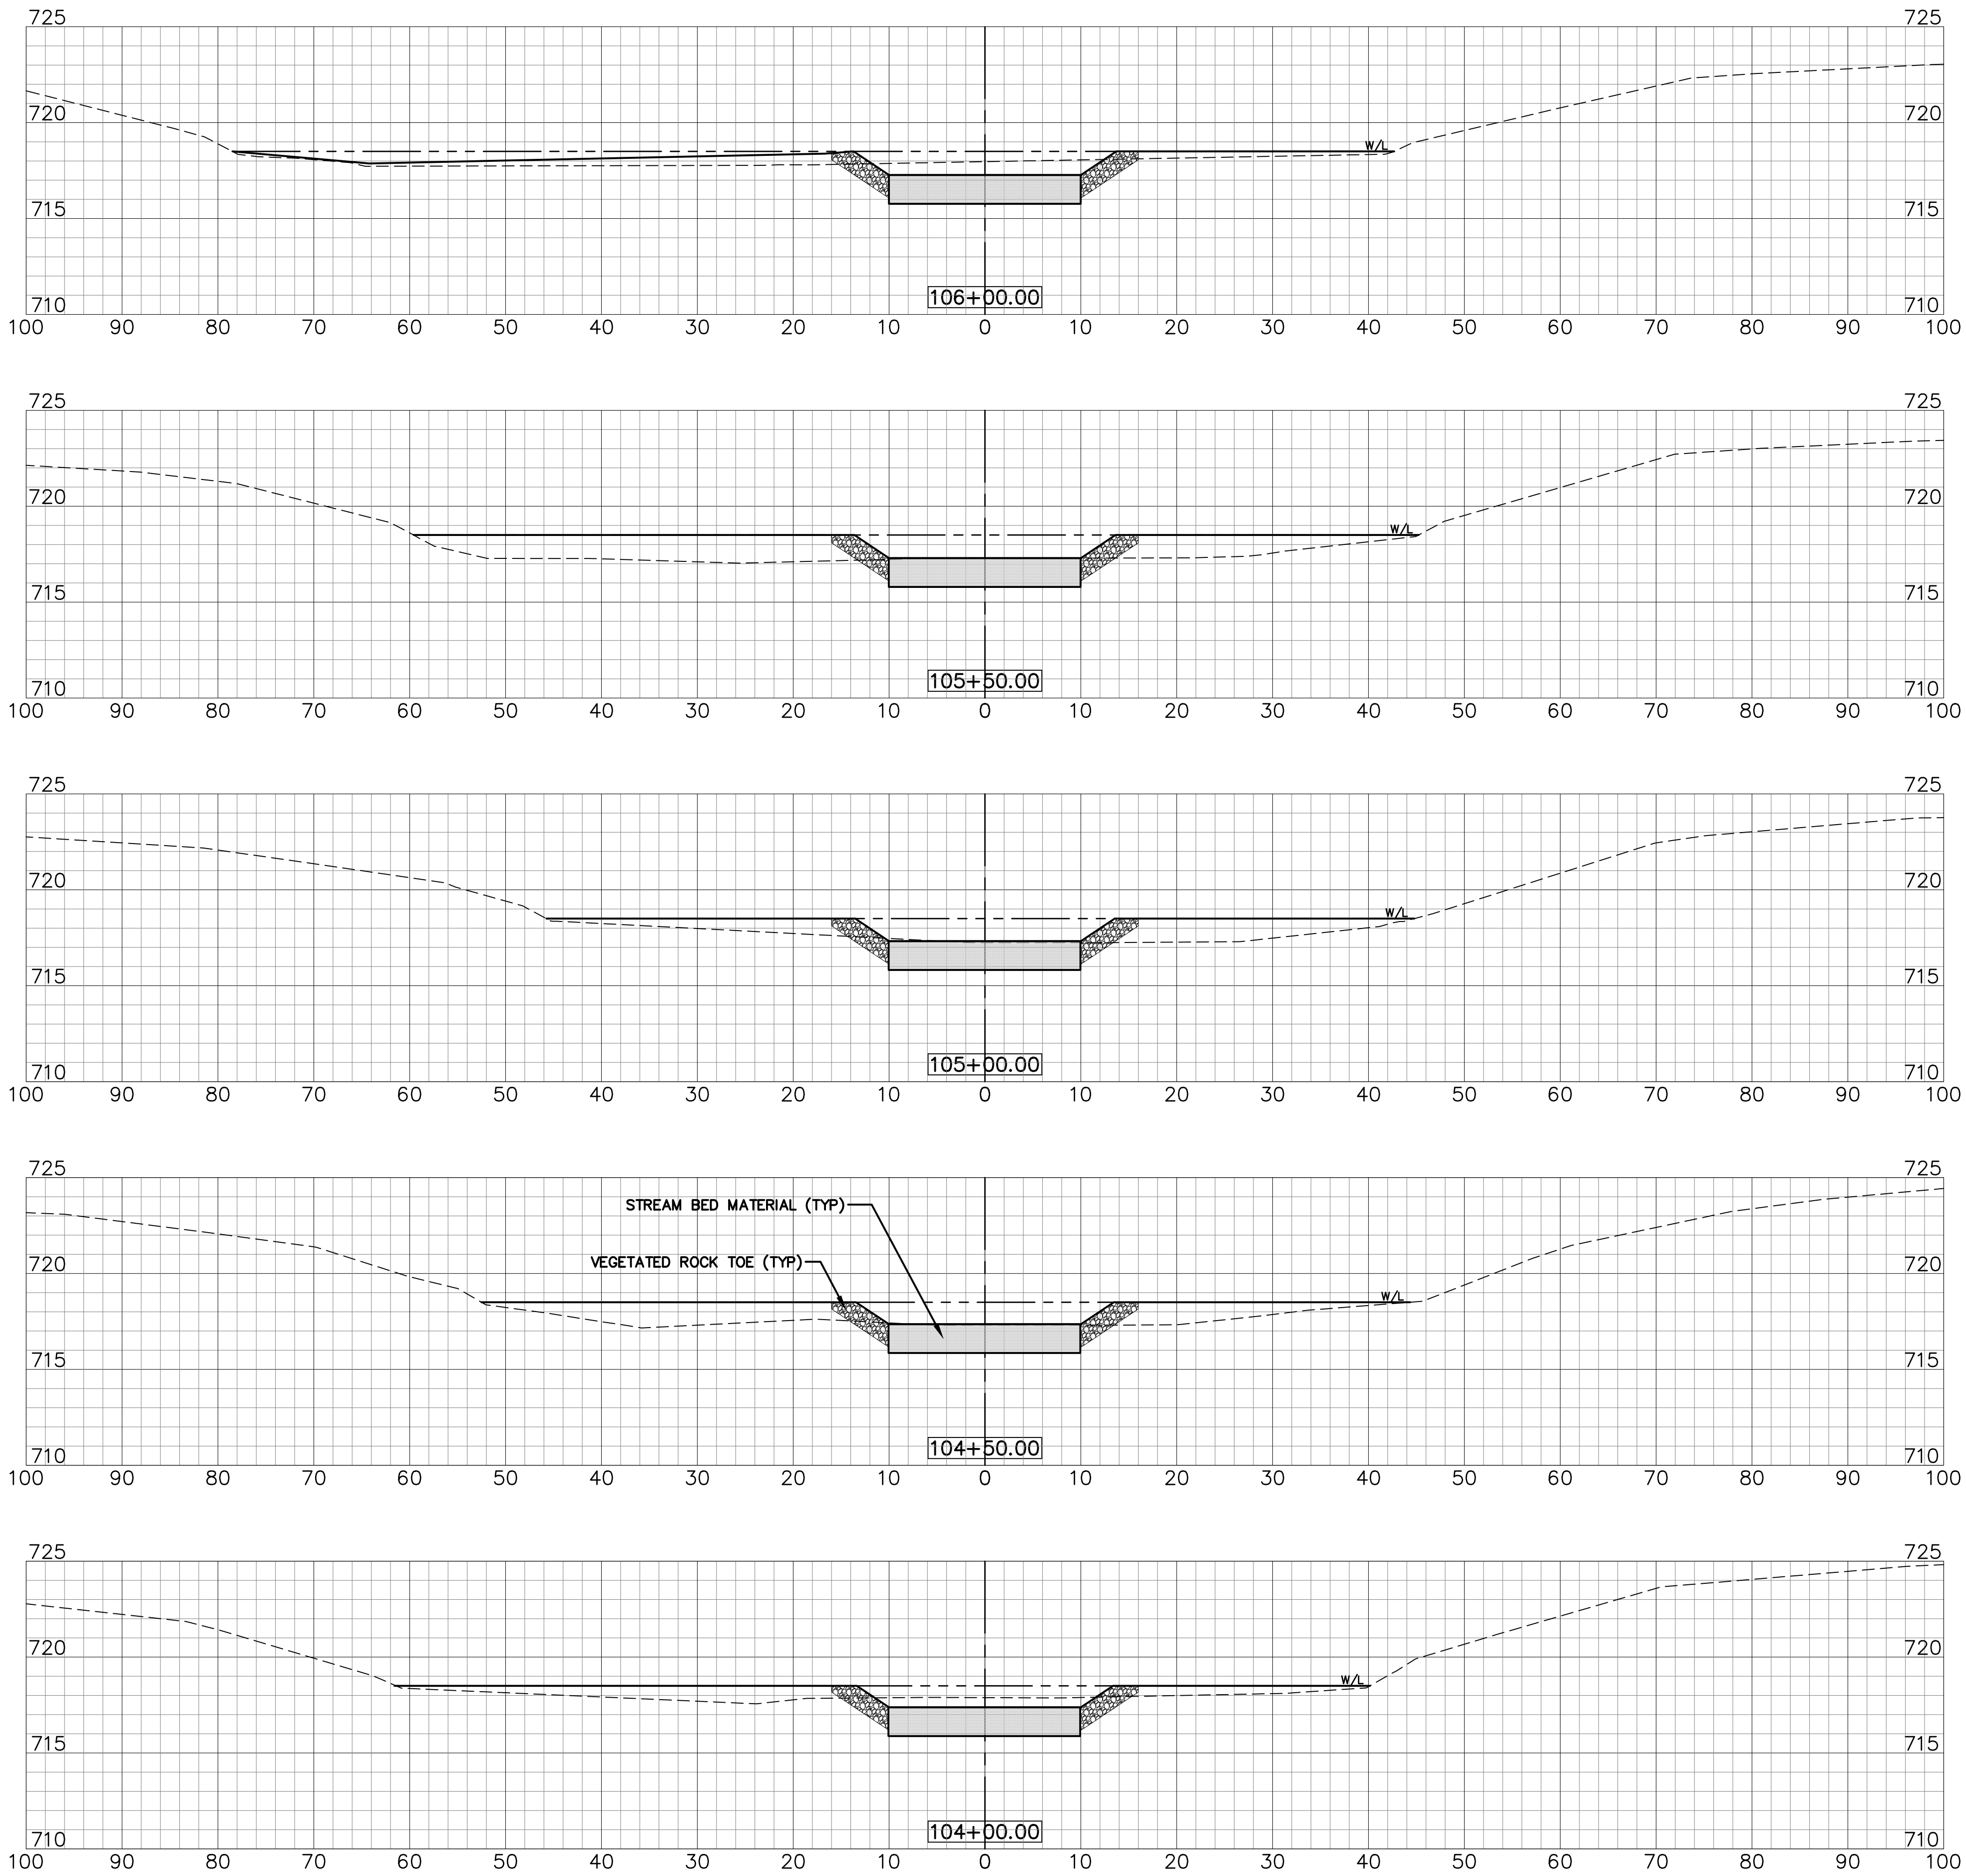 725 725
720 720
W/L
715 715
106+00.00
710 710
100 90 80 70 60 50 40 30 20 10 0 10 20 30 40 50 60 70 80 90 100
725 725
720 720
W/L
715 715
105+50.00
710 710
100 90 80 70 60 50 40 30 20 10 0 10 20 30 40 50 60 70 80 90 100
725 725
720 720
W/L
715 715
105+00.00
710 710
100 90 80 70 60 50 40 30 20 10 0 10 20 30 40 50 60 70 80 90 100
725 725
STREAM BED MATERIAL (TYP)
VEGETATED ROCK TOE (TYP)
720 720
W/L
715 715
104+50.00
710 710
100 90 80 70 60 50 40 30 20 10 0 10 20 30 40 50 60 70 80 90 100
725 725
720 720
W/L
715 715
104+00.00
710 710
100 90 80 70 60 50 40 30 20 10 0 10 20 30 40 50 60 70 80 90 100